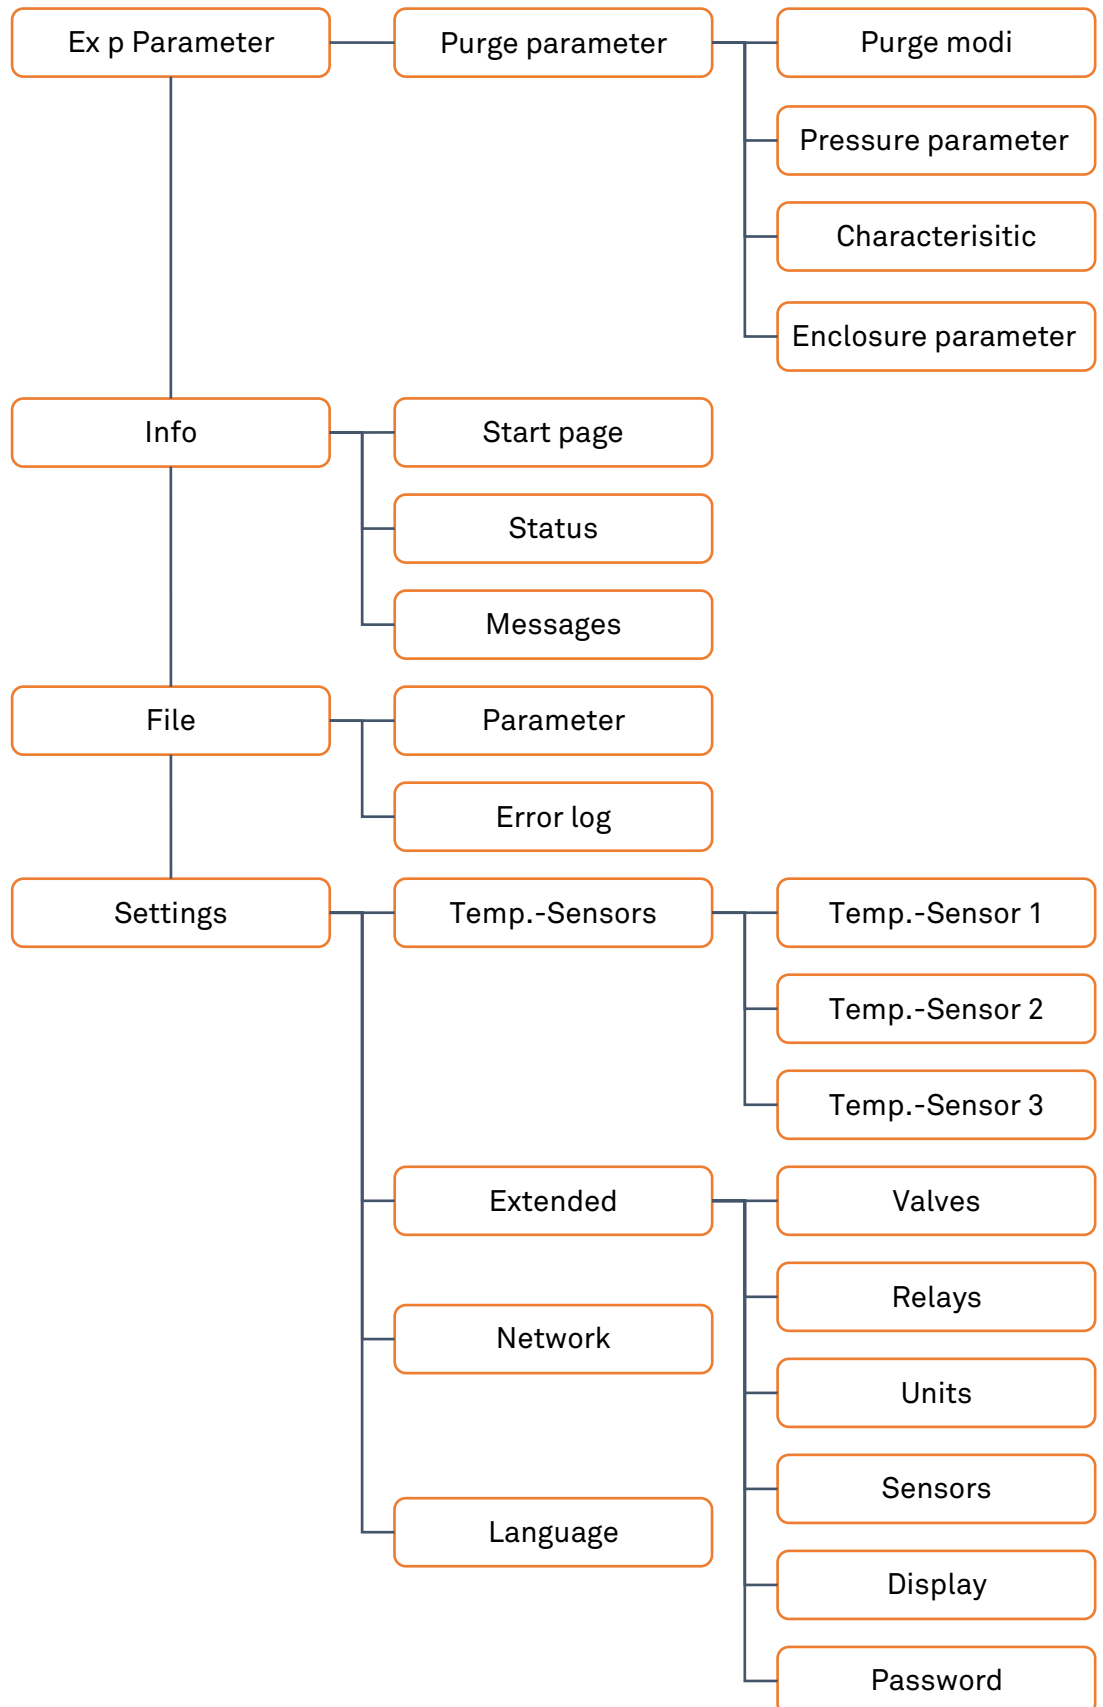 Ex p Parameter
Purge parameter
Purge modi
Pressure parameter
Characterisitic
Enclosure parameter
Info
Start page
Status
Messages
File
Parameter
Error log
Settings
Temp.-Sensors
Temp.-Sensor 1
Temp.-Sensor 2
Temp.-Sensor 3
Extended
Valves
Relays
Network
Units
Sensors
Language
Display
Password